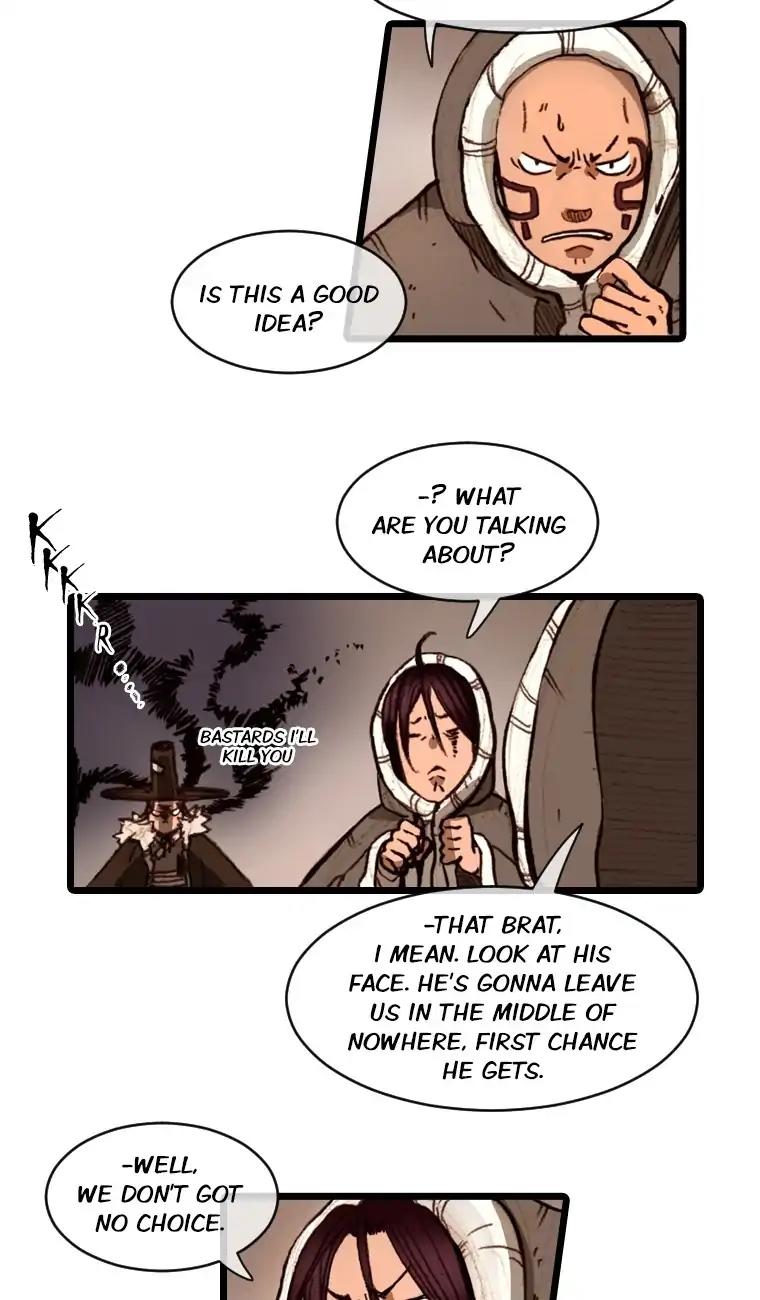 IS THIS A GOOD
IDEA?
-? WHAT
ARE YOU TALKING
ABOUT?
KKKKR....
BASTARDS I'LL
KILL YOU
-THAT BRAT,
I MEAN. LOOK AT HIS
FACE. HE'S GONNA LEAVE
US IN THE MIDDLE OF
NOWHERE, FIRST CHANCE
HE GETS.
-WELL,
WE DON'T GOT
NO CHOICE.